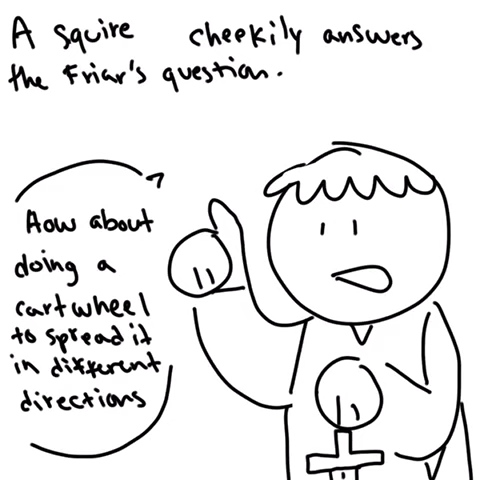 A squire cheekily answers
the Friar's question.
How about
doing a
cartwheel
to spread it
in different
directions